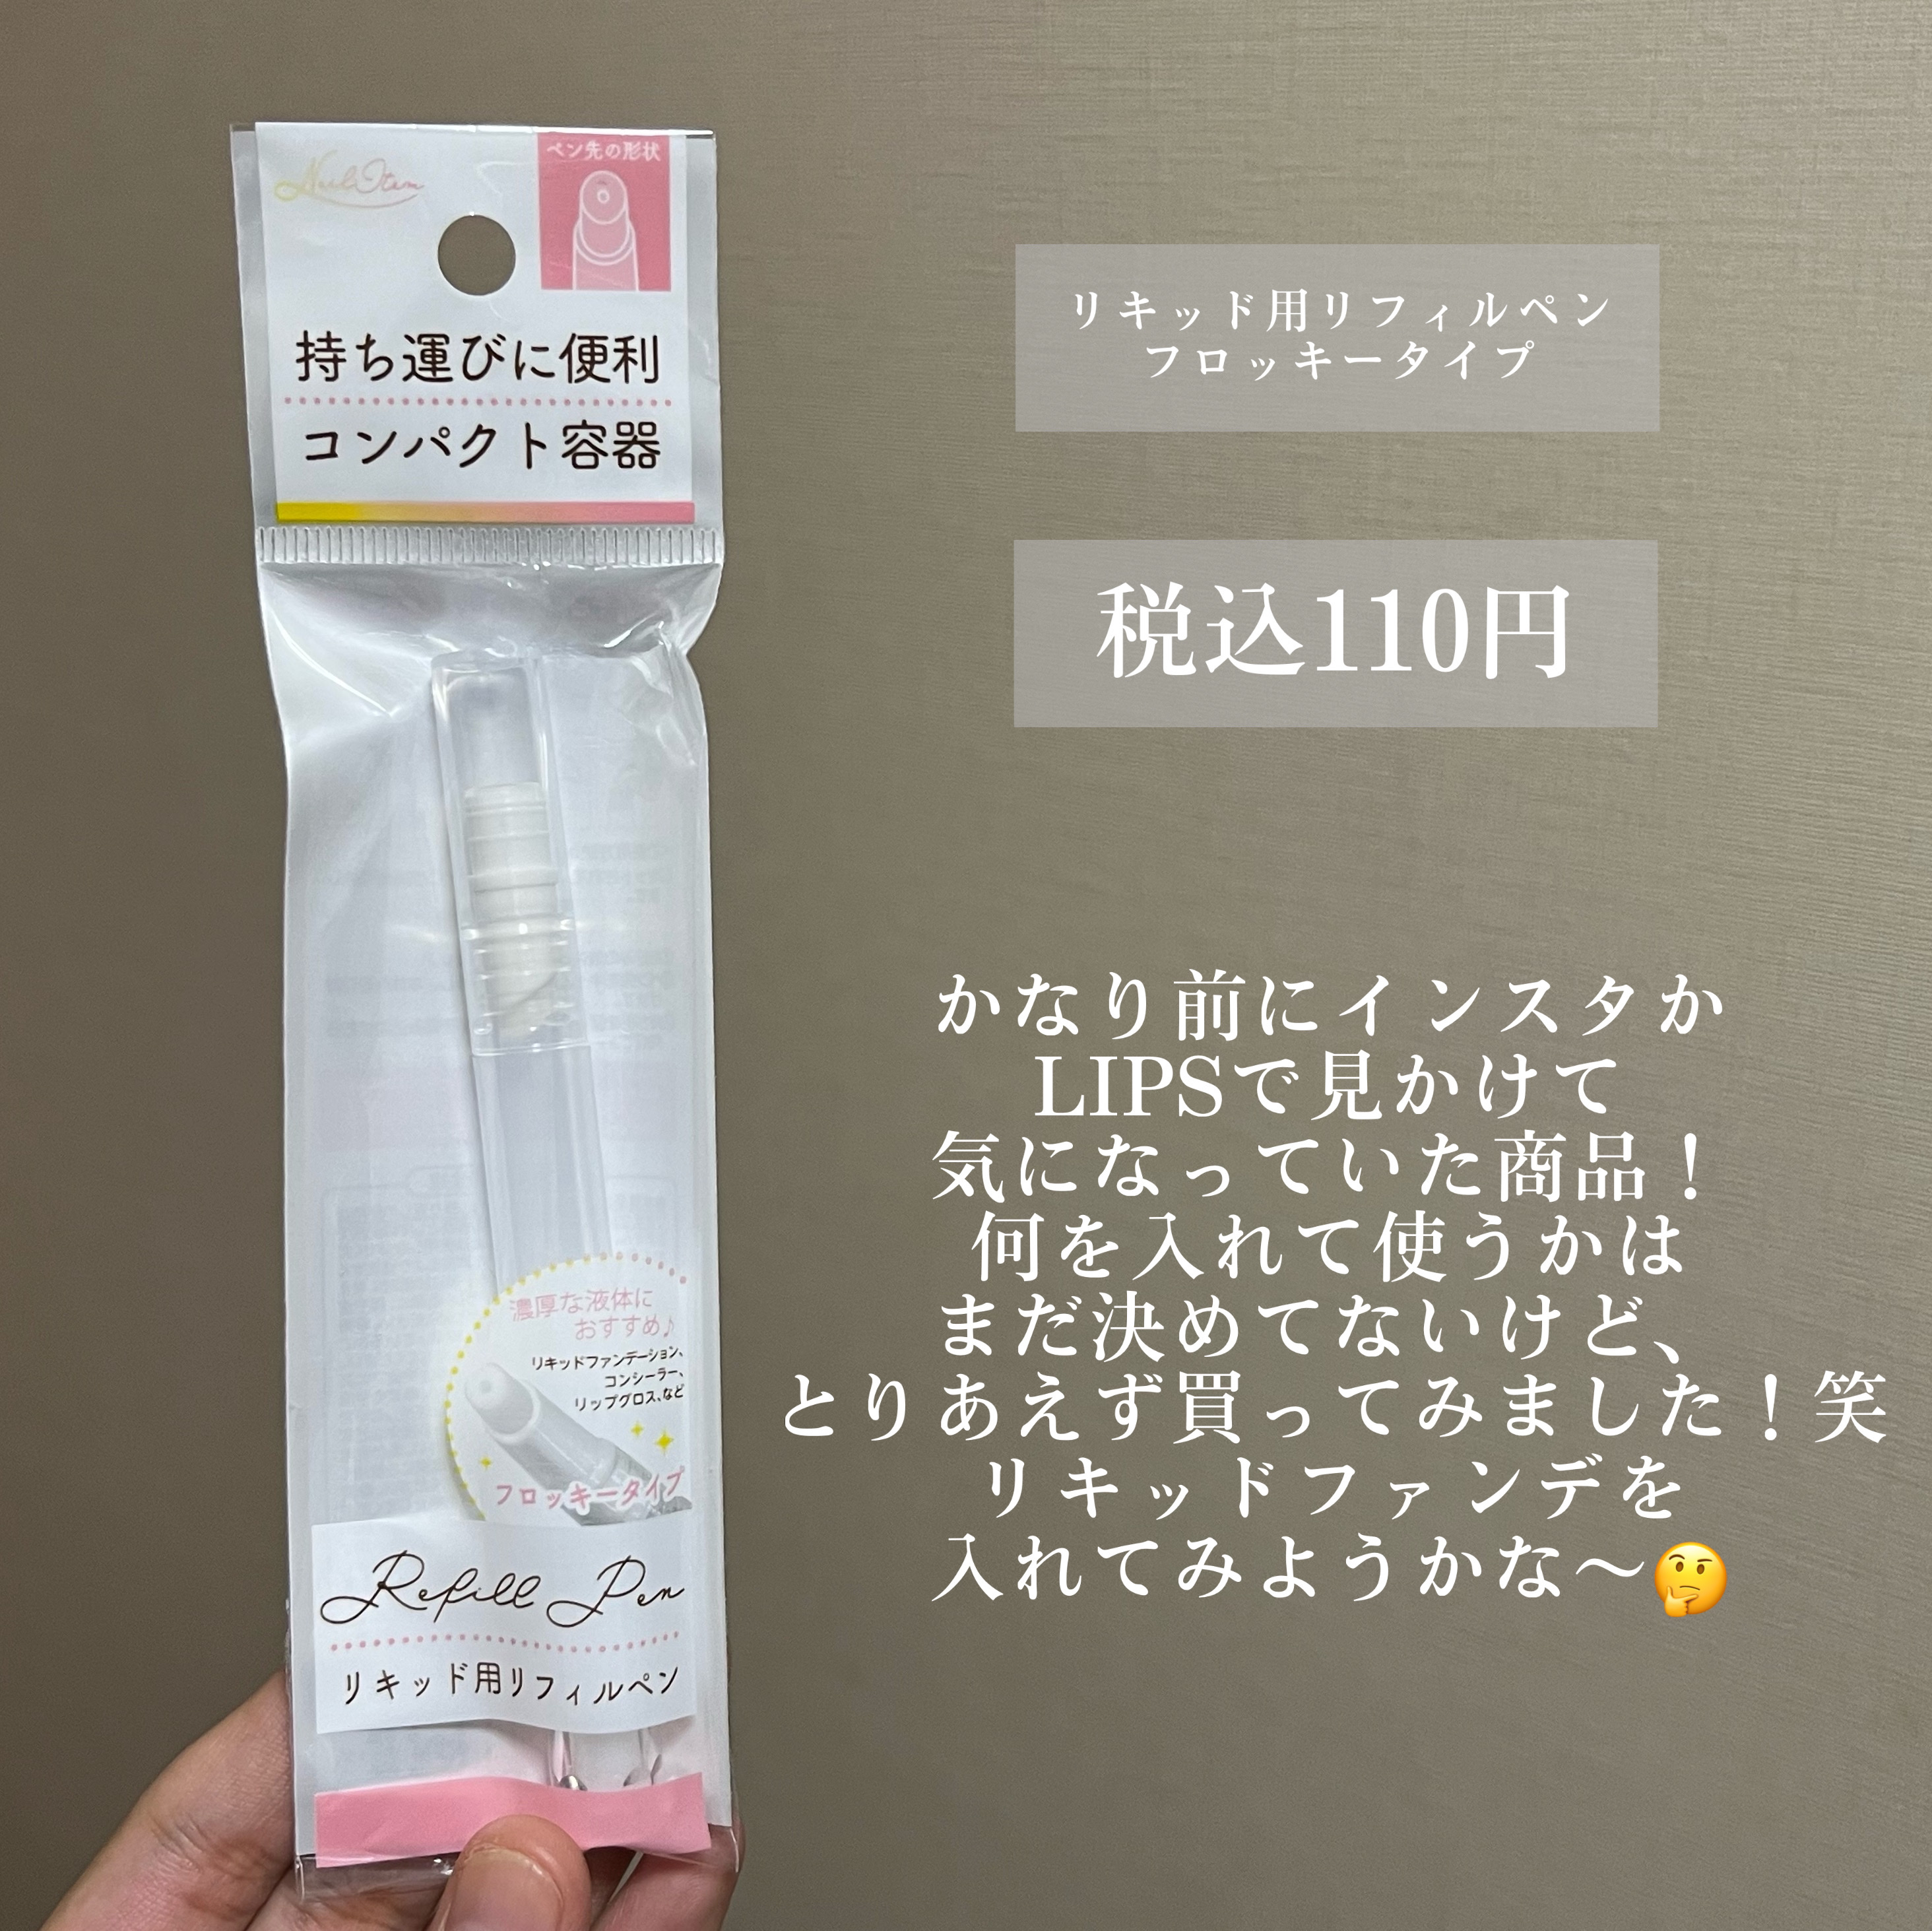 Nail Item
ペン先の形状
持ち運びに便利
コンパクト容器
濃厚な液体に
おすすめ♪
リキッドファンデーション、
コンシーラー、
リップグロス、など
フロッキータイプ
Refill Pen
リキッド用リフィルペン
リキッド用リフィルペン
フロッキータイプ
税込110円
かなり前にインスタか
LIPSで見かけて
気になっていた商品！
何を入れて使うかは
まだ決めてないけど、
とりあえず買ってみました！笑
リキッドファンデを
入れてみようかな〜🤔